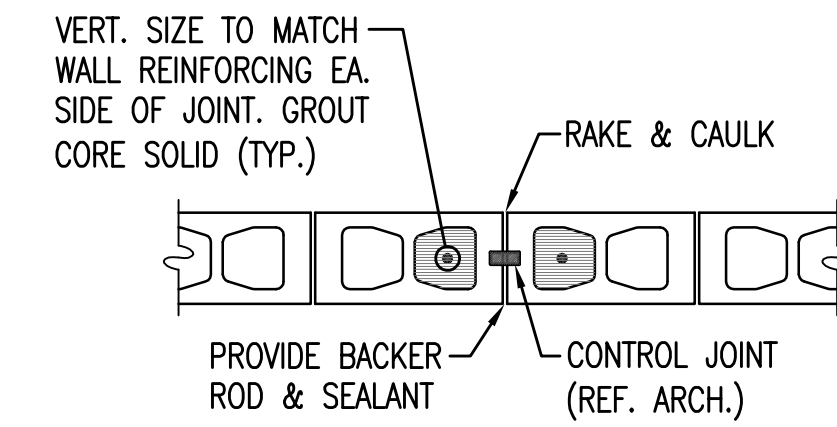 VERT. SIZE TO MATCH
WALL REINFORCING EA.
SIDE OF JOINT. GROUT
CORE SOLID (TYP.)
RAKE & CAULK
PROVIDE BACKER
ROD & SEALANT
CONTROL JOINT
(REF. ARCH.)